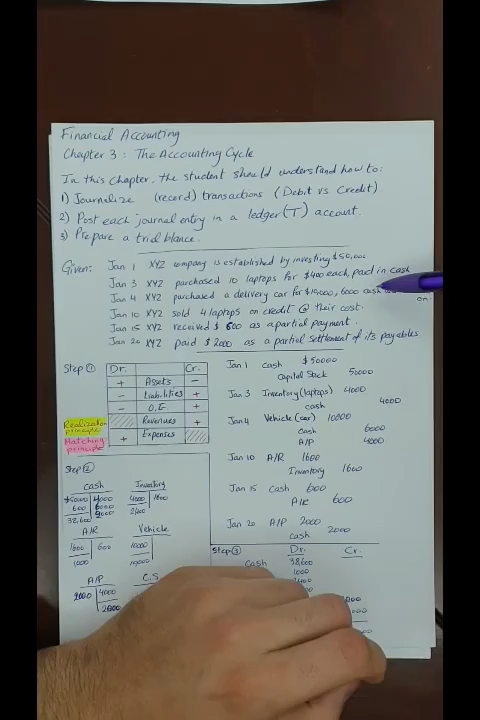 Financial Accounting
Chapter 3: The Accounting Cycle
In this chapter, the student should understand how to:
1) Journalize (record) transactions (Debit vs Credit)
2) Post each journal entry in a ledger (T) account.
3) Prepare a trial blance.
Given: Jan 1 XYZ company is established by investing $50,000
Jan 3 XYZ purchased 10 laptops for $400 each, paid in cash
Jan 4 XYZ purchased a delivery car for $10,000, 6000 cash
on.
Jan 10 XYZ sold 4 laptops on credit @ their cost.
Jan 15 XYZ received $ 600 as a partial payment.
Jan 20 XYZ paid $ 2000 as a partial settlement of its payables
Step 1
Dr. Cr.
+ Assets -
- Liabilities +
- O.E +
Revenues +
+ Expenses
Realization principle
Matching principle
Jan 1 cash $ 50000
Capital Stock 50000
Jan 3 Inventory (laptops) 4000
cash 4000
Jan 4 Vehicle (car) 10000
Cash 6000
A/P 4000
Jan 10 A/R 1600
Inventory 1600
Jan 15 Cash 600
A/R 600
Jan 20 A/P 2000
cash 2000
Step 2
cash Inventory
$50000 4000 4000 1600
600 6000 2400
2000
38,600
A/R Vehicle
1600 600 10000
1000 10000
A/P C.S
2000 4000
2000
Step 3 Dr. Cr.
Cash 38,600
1000